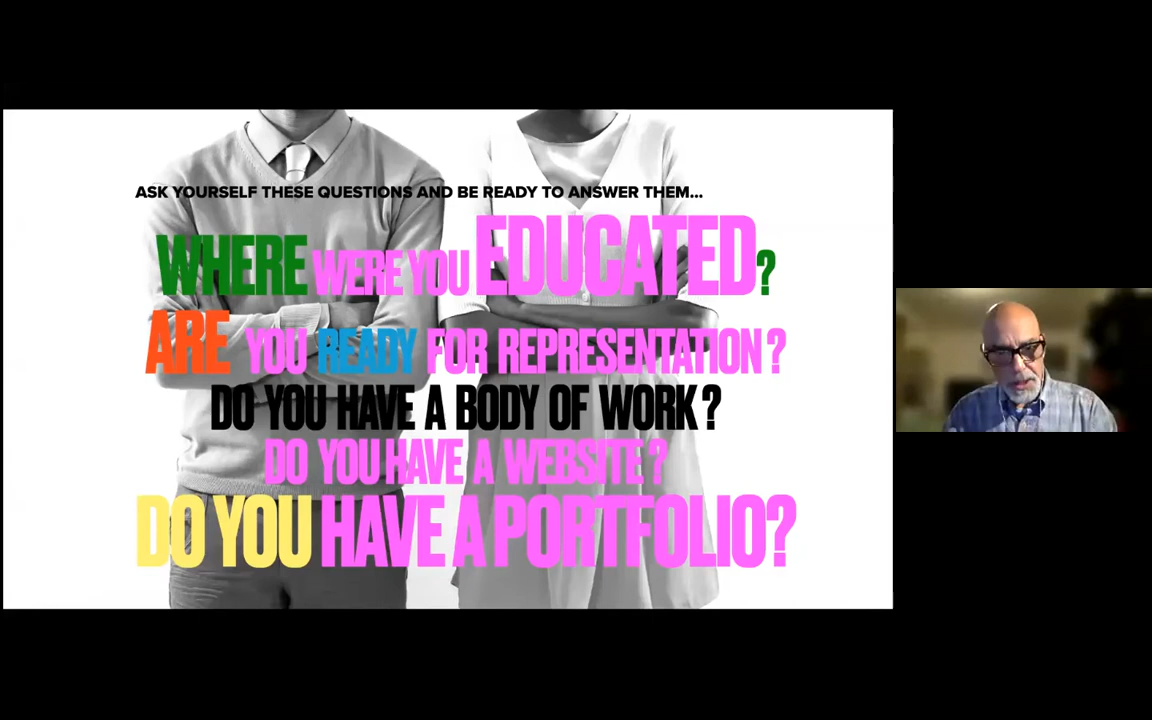 ASK YOURSELF THESE QUESTIONS AND BE READY TO ANSWER THEM...
WHERE WERE YOU EDUCATED?
ARE YOU READY FOR REPRESENTATION?
DO YOU HAVE A BODY OF WORK?
DO YOU HAVE A WEBSITE?
DO YOU HAVE A PORTFOLIO?